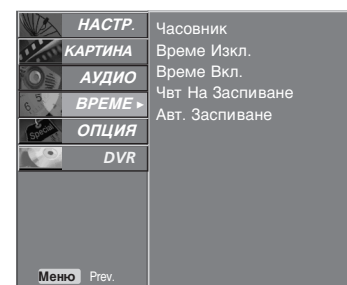 НАСТР.
КАРТИНА
АУДИО
ВРЕМЕ ►
ОПЦИЯ
DVR
Часовник
Време Изкл.
Време Вкл.
Чвт На Заспиване
Авт. Заспиване
Меню Prev.